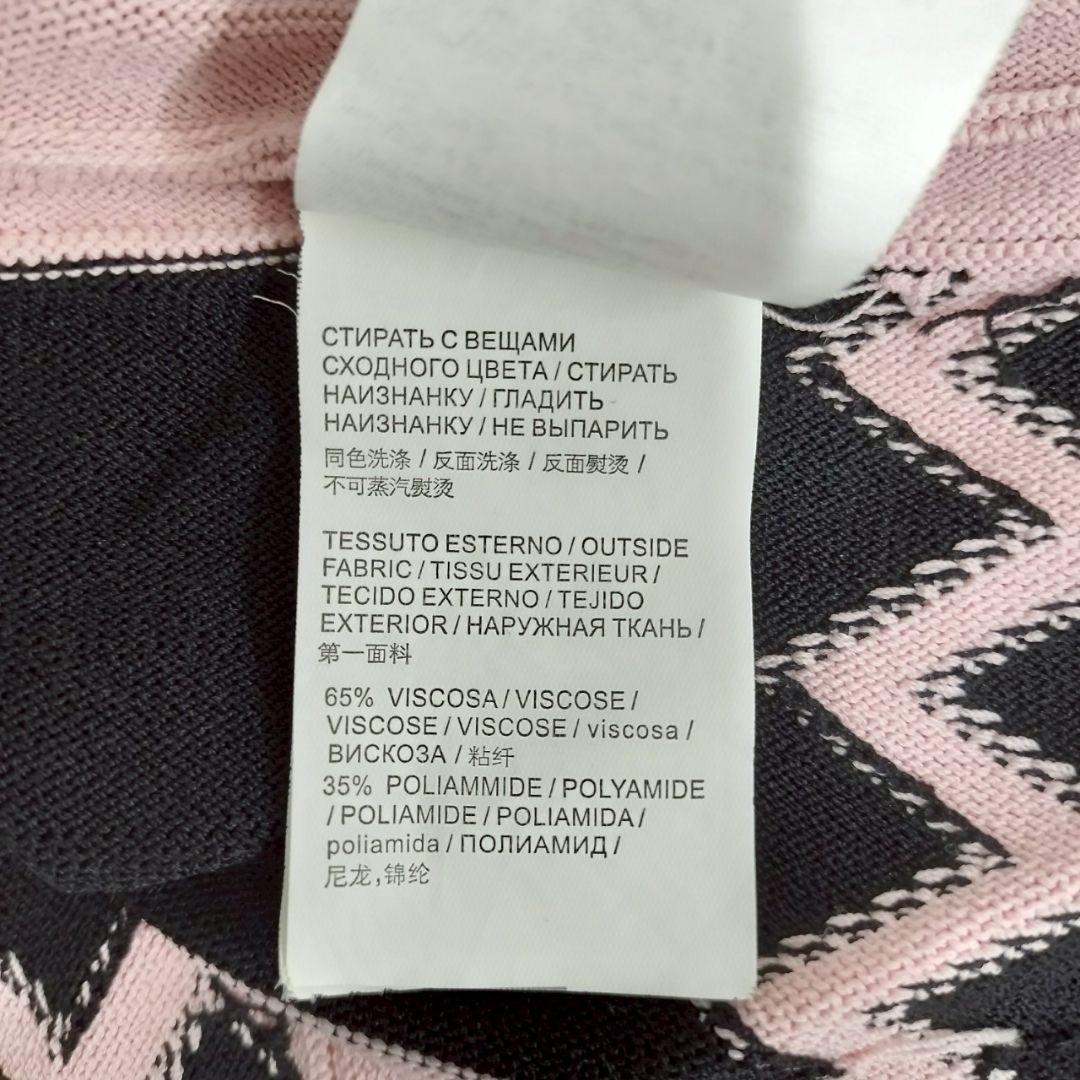 СТИРАТЬ С ВЕЩАМИ
СХОДНОГО ЦВЕТА / СТИРАТЬ
НАИЗНАНКУ / ГЛАДИТЬ
НАИЗНАНКУ / НЕ ВЫПАРИТЬ
同色洗涤 / 反面洗涤 / 反面熨烫 /
不可蒸汽熨烫
TESSUTO ESTERNO / OUTSIDE
FABRIC / TISSU EXTERIEUR /
TECIDO EXTERNO / TEJIDO
EXTERIOR / НАРУЖНАЯ ТКАНЬ /
第一面料
65% VISCOSA / VISCOSE /
VISCOSE / VISCOSE / viscosa /
ВИСКОЗА / 粘纤
35% POLIAMMIDE / POLYAMIDE
/ POLIAMIDE / POLIAMIDA /
poliamida / ПОЛИАМИД /
尼龙,锦纶